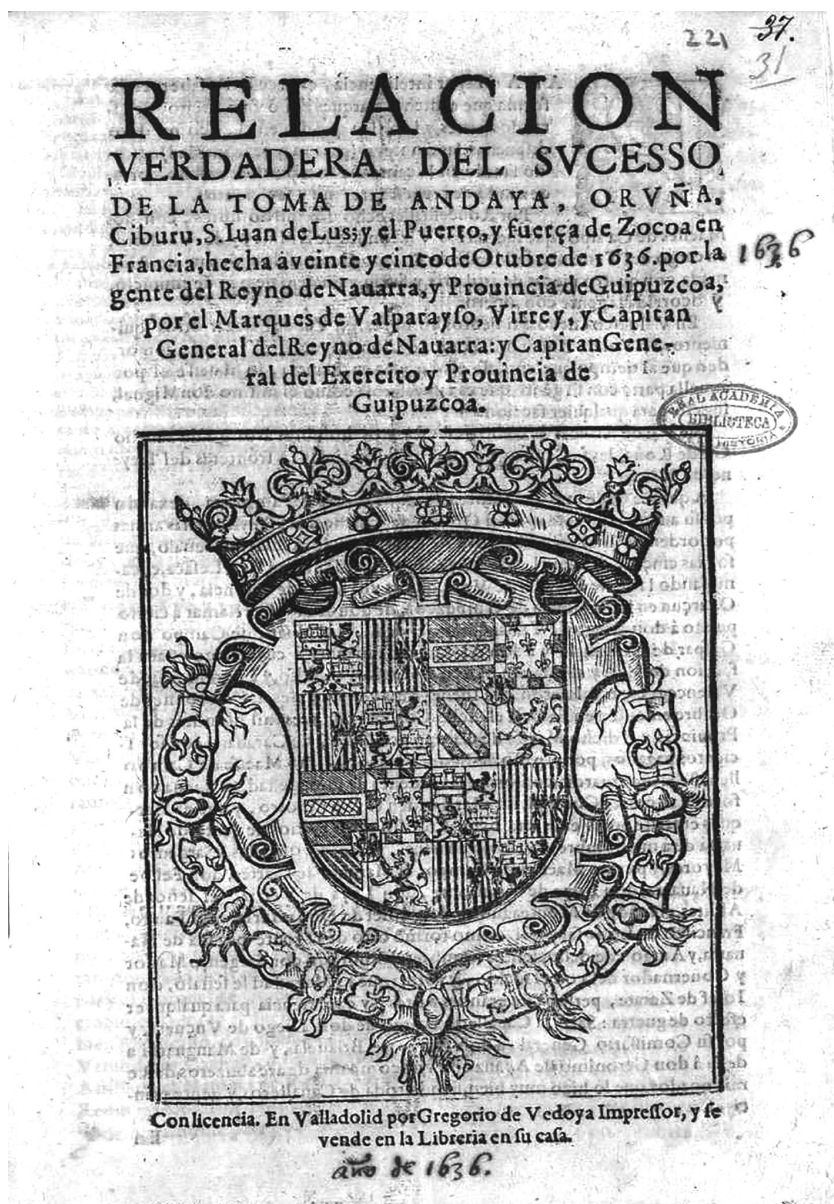 221 37.
31
RELACION
VERDADERA DEL SVCESSO,
DE LA TOMA DE ANDAYA, ORVÑA,
Ciburu, S. Iuan de Lus; y el Puerto, y fuerça de Zocoa en
Francia, hecha à veinte y cinco de Otubre de 1636. por la
1636
gente del Reyno de Nauarra, y Prouincia de Guipuzcoa,
por el Marques de Valparayſo, Virrey, y Capitan
General del Reyno de Nauarra: y Capitan Gene-
ral del Exercito y Prouincia de
Guipuzcoa.
REAL ACADEMIA
BIBLIOTECA
HISTORIA
Con licencia. En Valladolid por Gregorio de Vedoya Impreſſor, y ſe
vende en la Libreria en ſu caſa.
año de 1636.